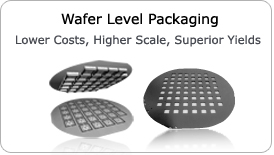 Wafer Level Packaging
Lower Costs, Higher Scale, Superior Yields